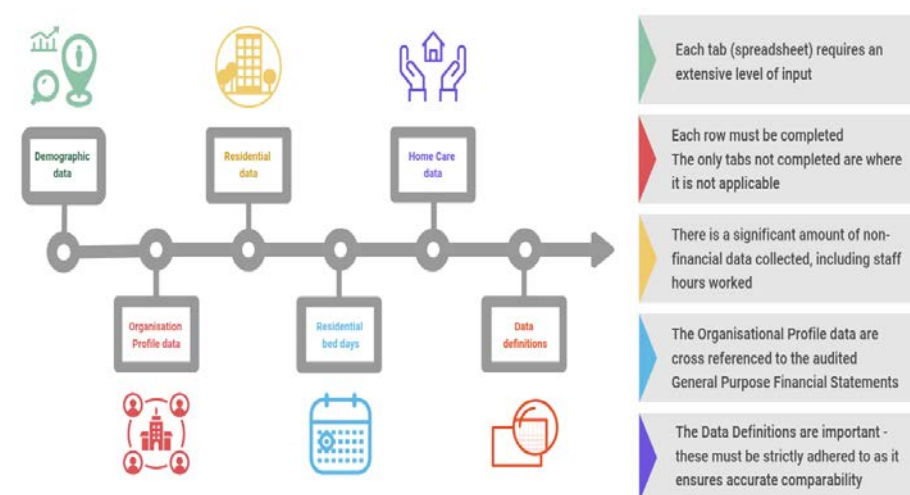 Demographic
data
Residential
data
Home Care
data
Organisation
Profile data
Residential
bed days
Data
definitions
Each tab (spreadsheet) requires an
extensive level of input
Each row must be completed
The only tabs not completed are where
it is not applicable
There is a significant amount of non-
financial data collected, including staff
hours worked
The Organisational Profile data are
cross referenced to the audited
General Purpose Financial Statements
The Data Definitions are important -
these must be strictly adhered to as it
ensures accurate comparability